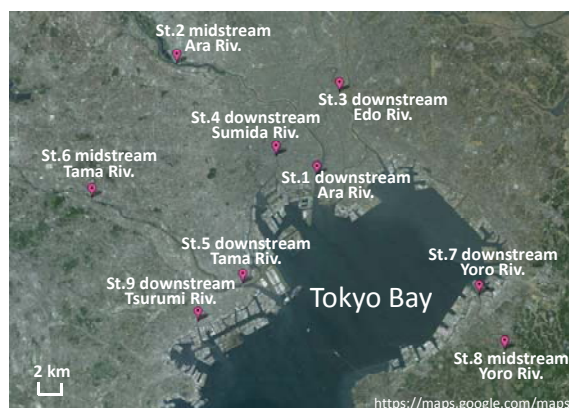 St.2 midstream
Ara Riv.
St.3 downstream
Edo Riv.
St.4 downstream
Sumida Riv.
St.6 midstream
Tama Riv.
St.1 downstream
Ara Riv.
St.5 downstream
Tama Riv.
St.7 downstream
Yoro Riv.
St.9 downstream
Tsurumi Riv.
Tokyo Bay
St.8 midstream
Yoro Riv.
2 km
https://maps.google.com/maps